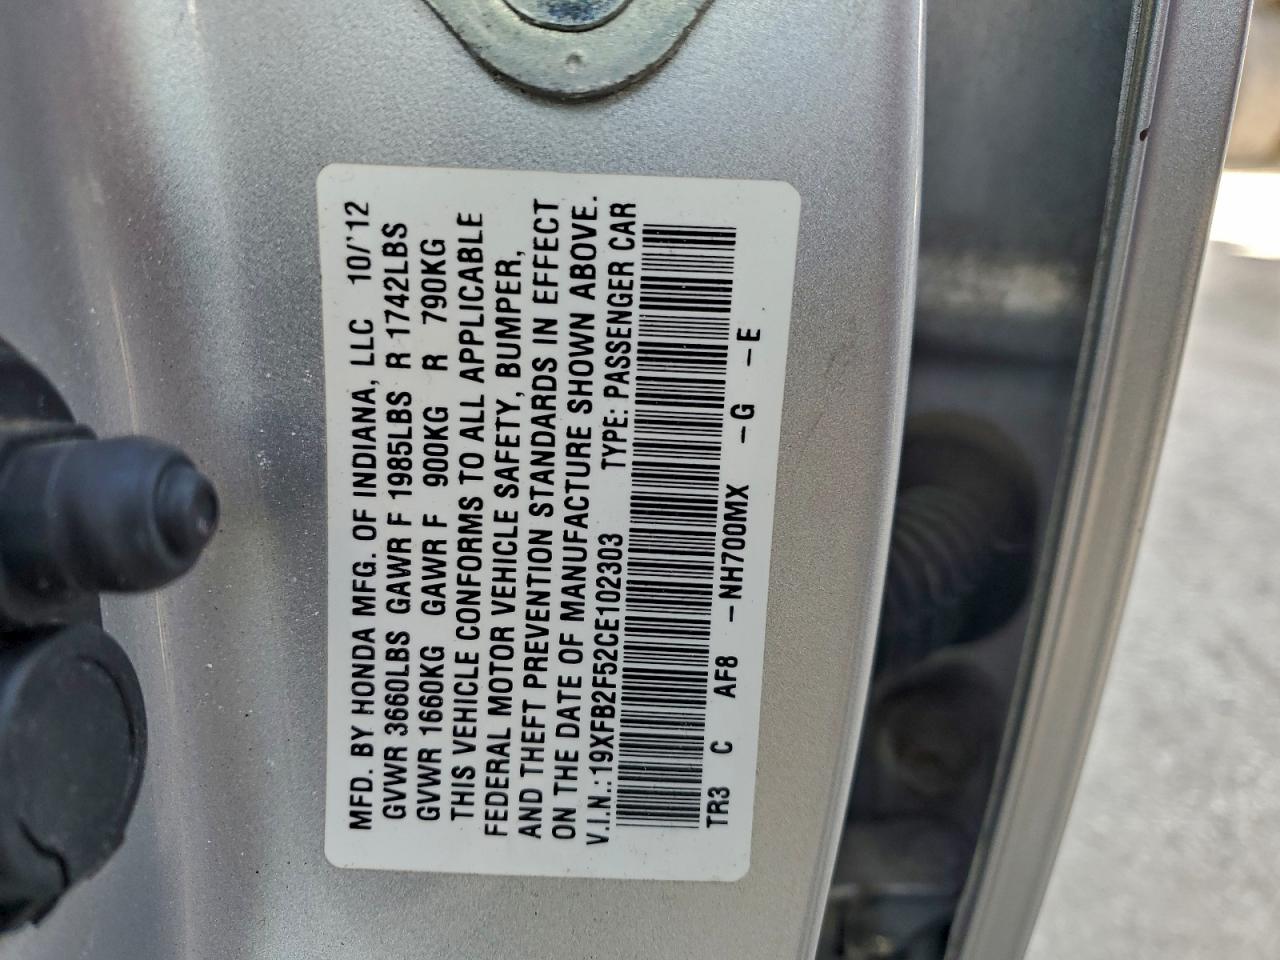 MFD. BY HONDA MFG. OF INDIANA, LLC 10/'12
GVWR 3660LBS GAWR F 1985LBS R 1742LBS
GVWR 1660KG GAWR F 900KG R 790KG
THIS VEHICLE CONFORMS TO ALL APPLICABLE
FEDERAL MOTOR VEHICLE SAFETY, BUMPER,
AND THEFT PREVENTION STANDARDS IN EFFECT
ON THE DATE OF MANUFACTURE SHOWN ABOVE.
V.I.N.:19XFB2F52CE102303 TYPE: PASSENGER CAR
TR3 C AF8 -NH700MX -G -E